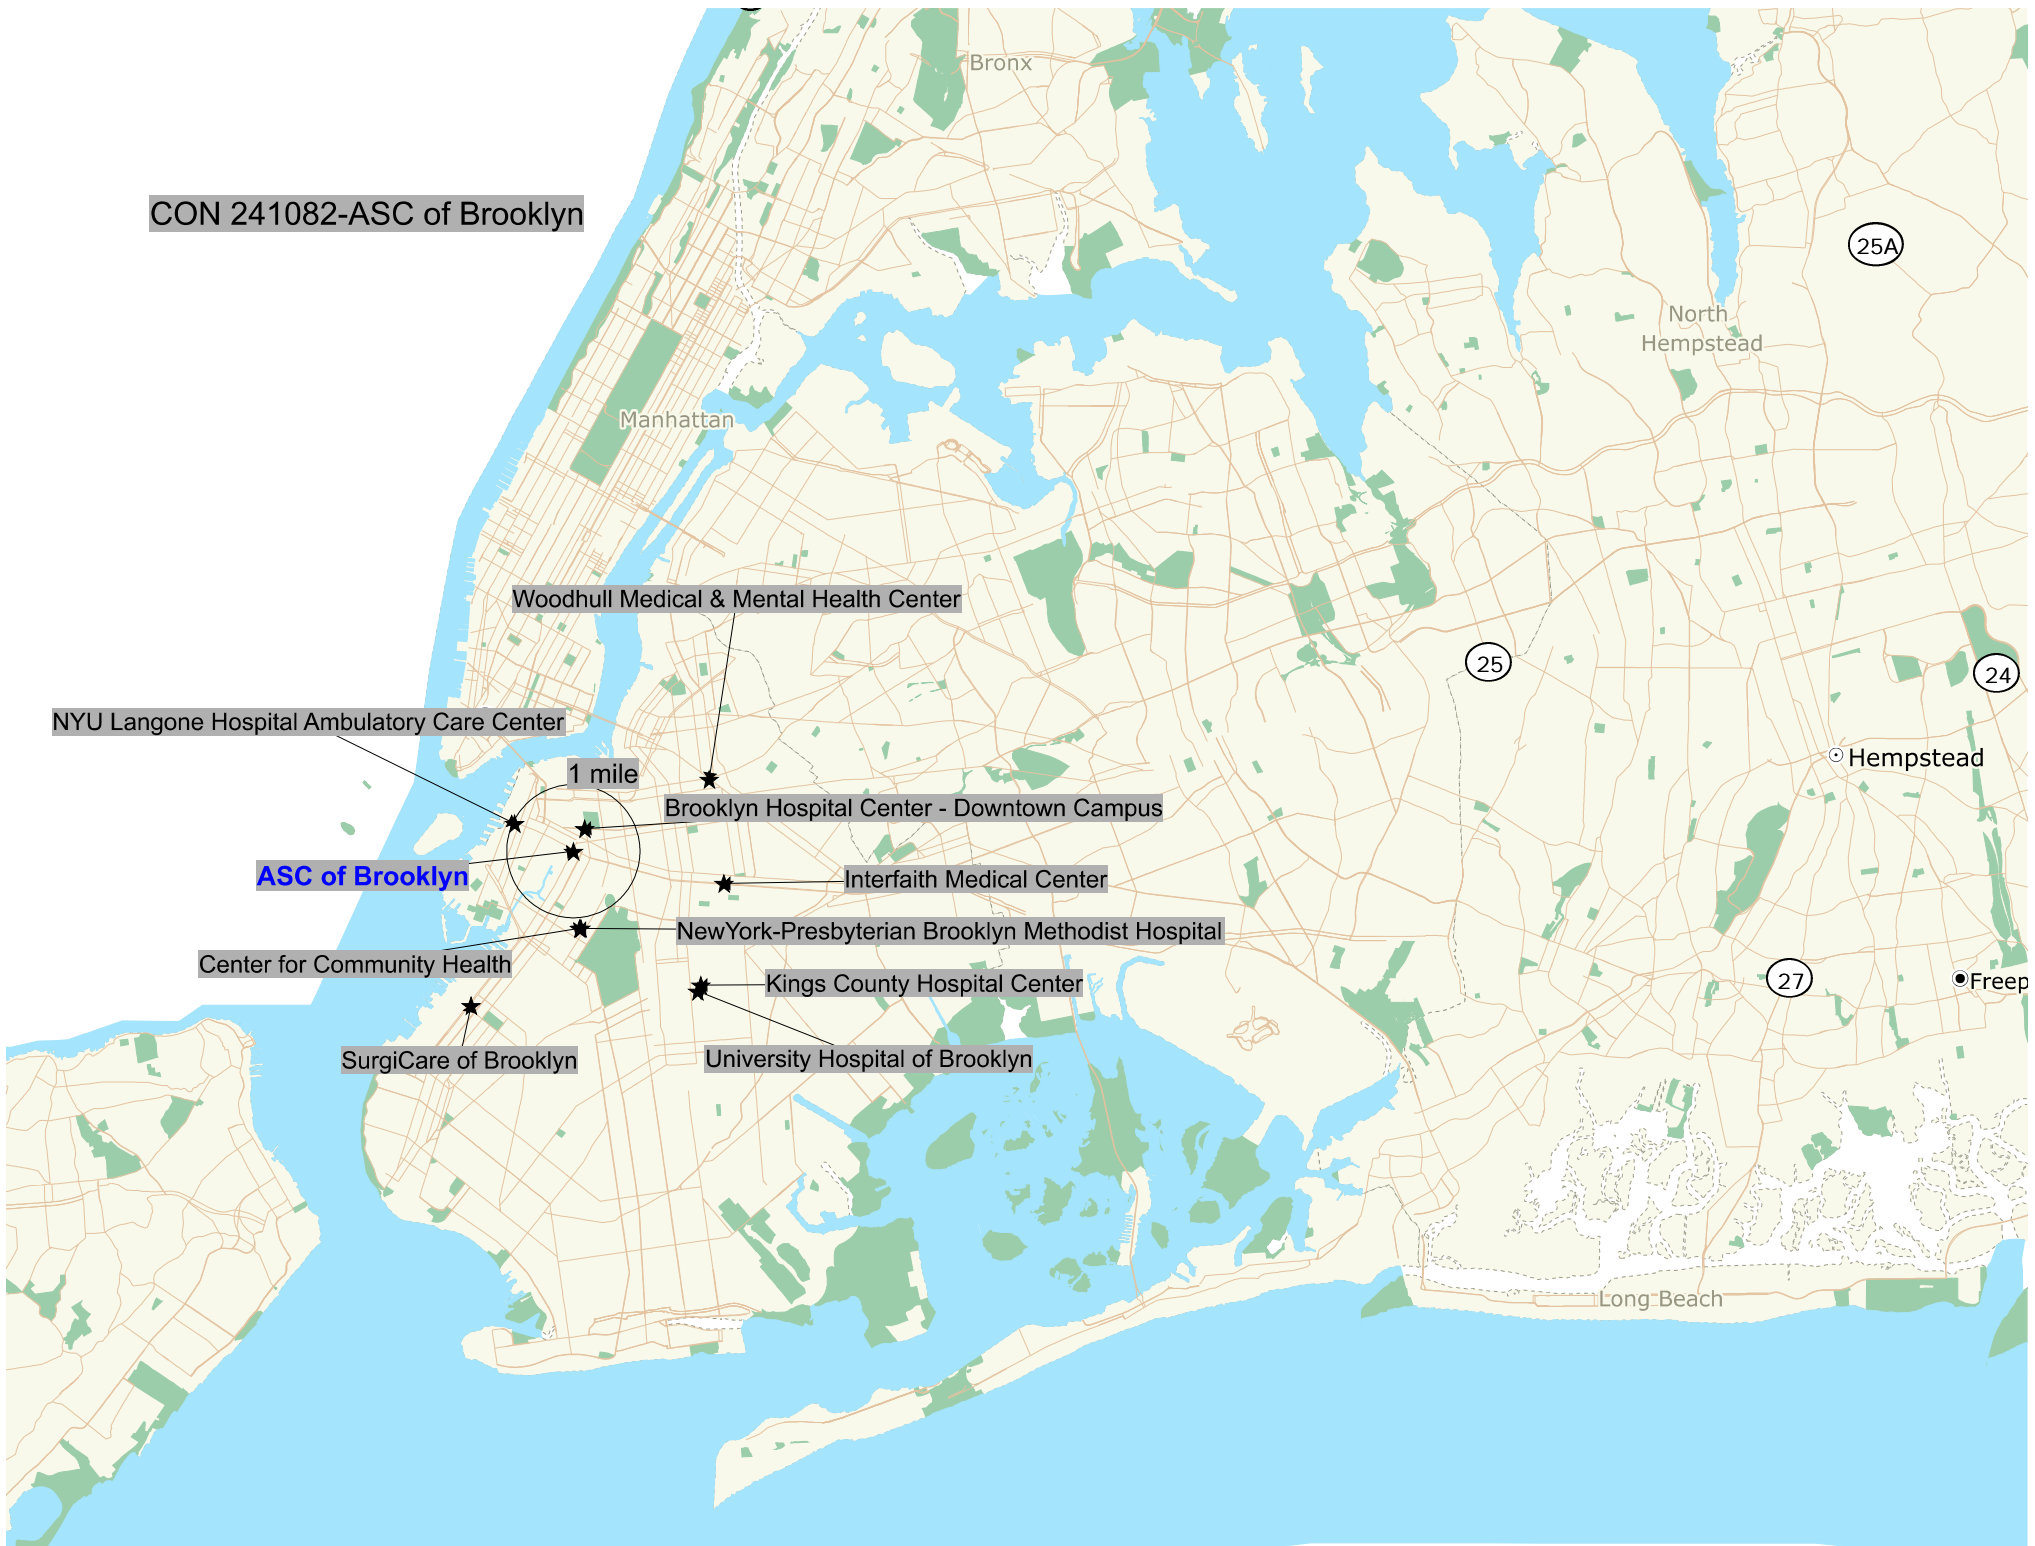 Bronx
CON 241082-ASC of Brooklyn
25A
North
Hempstead
Manhattan
Woodhull Medical & Mental Health Center
25
24
NYU Langone Hospital Ambulatory Care Center
Hempstead
1 mile
Brooklyn Hospital Center - Downtown Campus
ASC of Brooklyn
Interfaith Medical Center
NewYork-Presbyterian Brooklyn Methodist Hospital
Center for Community Health
Kings County Hospital Center
27
Freep
SurgiCare of Brooklyn
University Hospital of Brooklyn
Long Beach